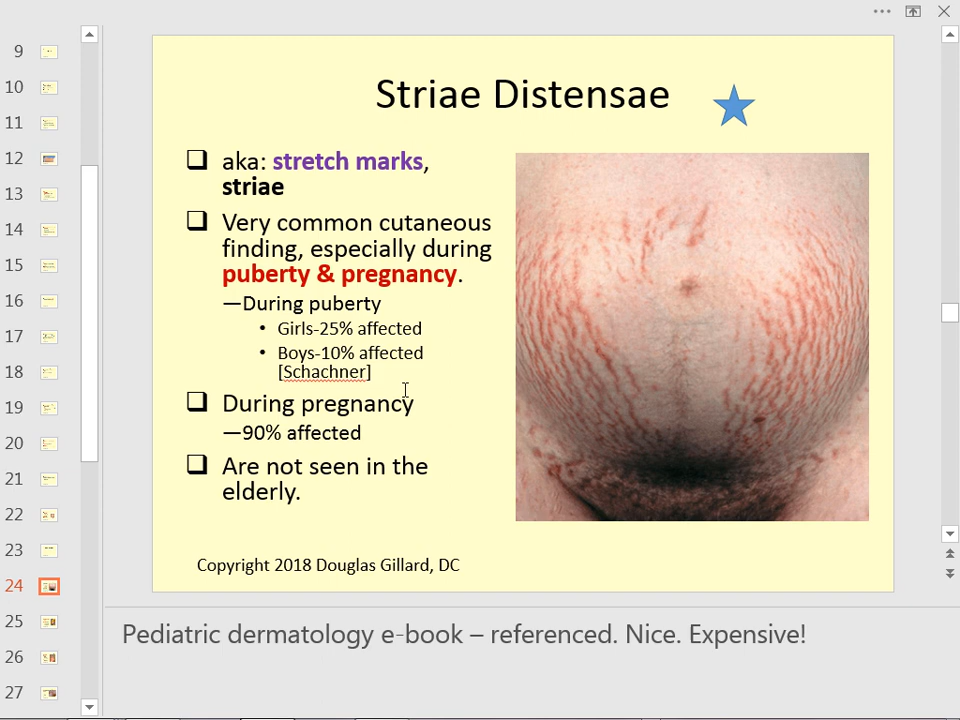 Striae Distensae
aka: stretch marks,
striae
Very common cutaneous
finding, especially during
puberty & pregnancy.
—During puberty
• Girls-25% affected
• Boys-10% affected
[Schachner]
During pregnancy
—90% affected
Are not seen in the
elderly.
Copyright 2018 Douglas Gillard, DC
Pediatric dermatology e-book – referenced. Nice. Expensive!
9
10
11
12
13
14
15
16
17
18
19
20
21
22
23
24
25
26
27